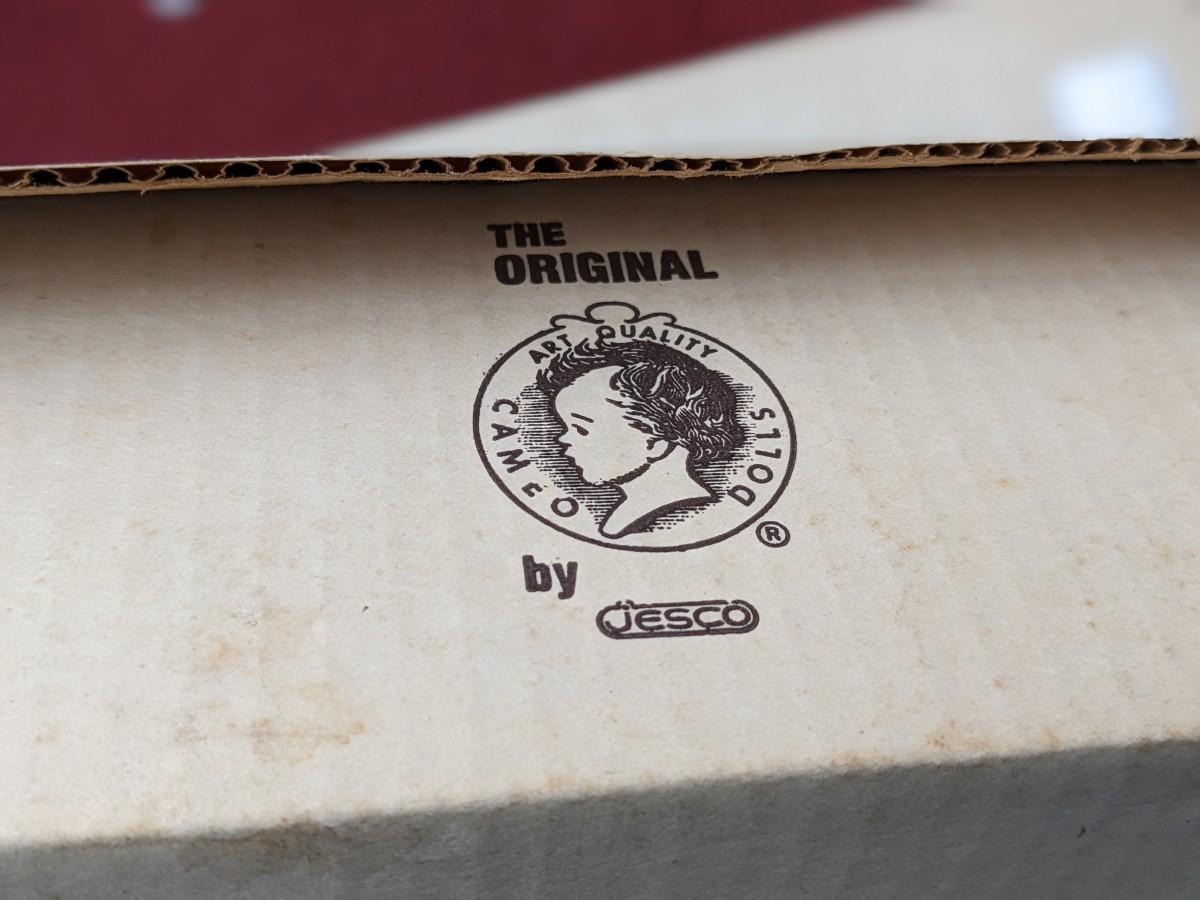 THE
ORIGINAL
ART QUALITY
CAMEO
DOLLS
®
by
JESCO